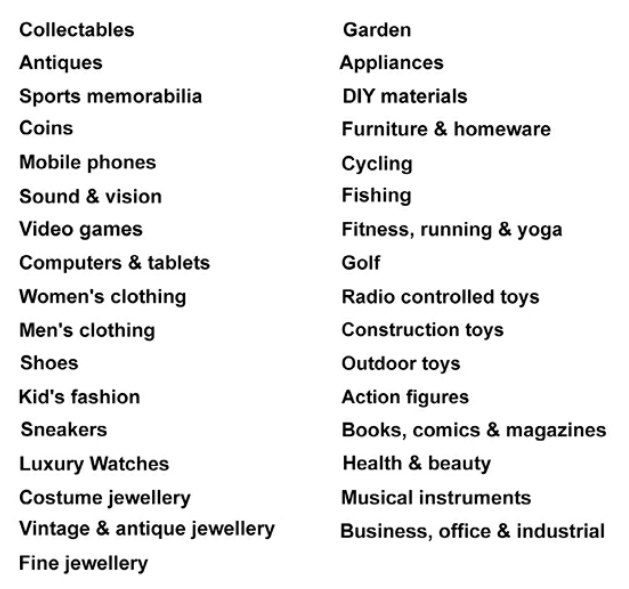 Collectables
Antiques
Sports memorabilia
Coins
Mobile phones
Sound & vision
Video games
Computers & tablets
Women's clothing
Men's clothing
Shoes
Kid's fashion
Sneakers
Luxury Watches
Costume jewellery
Vintage & antique jewellery
Fine jewellery
Garden
Appliances
DIY materials
Furniture & homeware
Cycling
Fishing
Fitness, running & yoga
Golf
Radio controlled toys
Construction toys
Outdoor toys
Action figures
Books, comics & magazines
Health & beauty
Musical instruments
Business, office & industrial